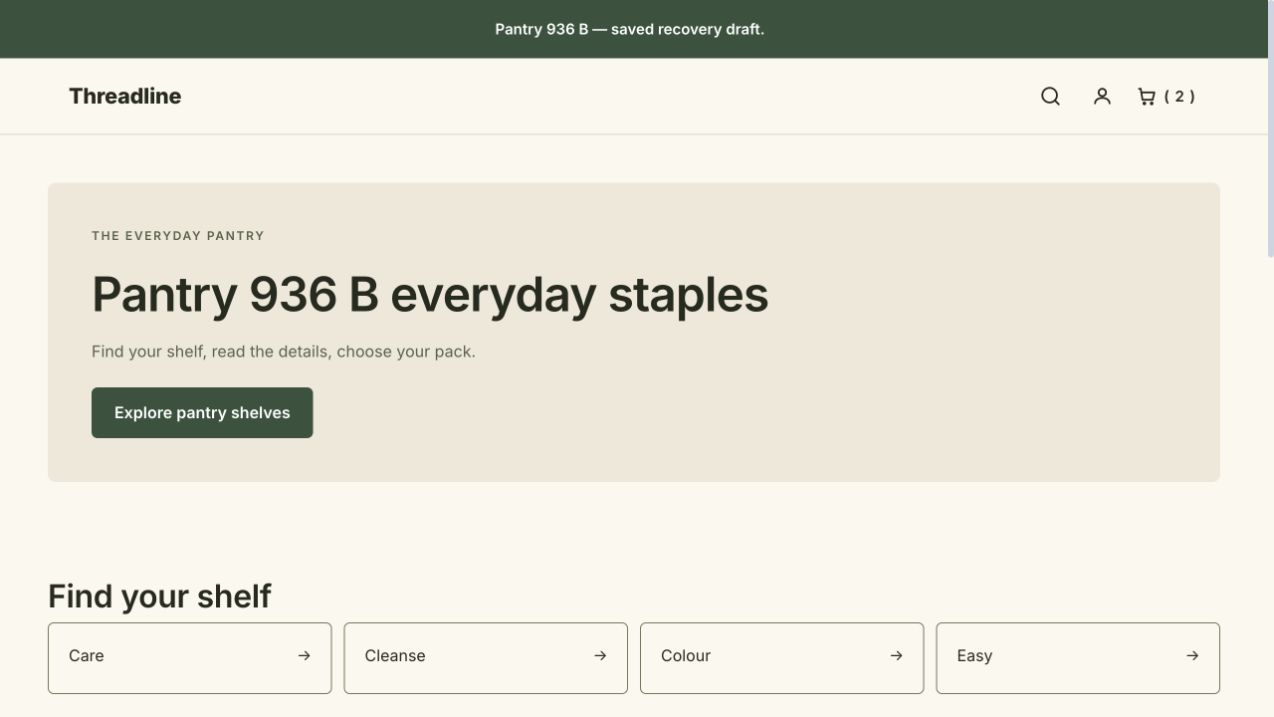 Pantry 936 B — saved recovery draft.
Threadline
( 2 )
THE EVERYDAY PANTRY
Pantry 936 B everyday staples
Find your shelf, read the details, choose your pack.
Explore pantry shelves
Find your shelf
Care →
Cleanse →
Colour →
Easy →